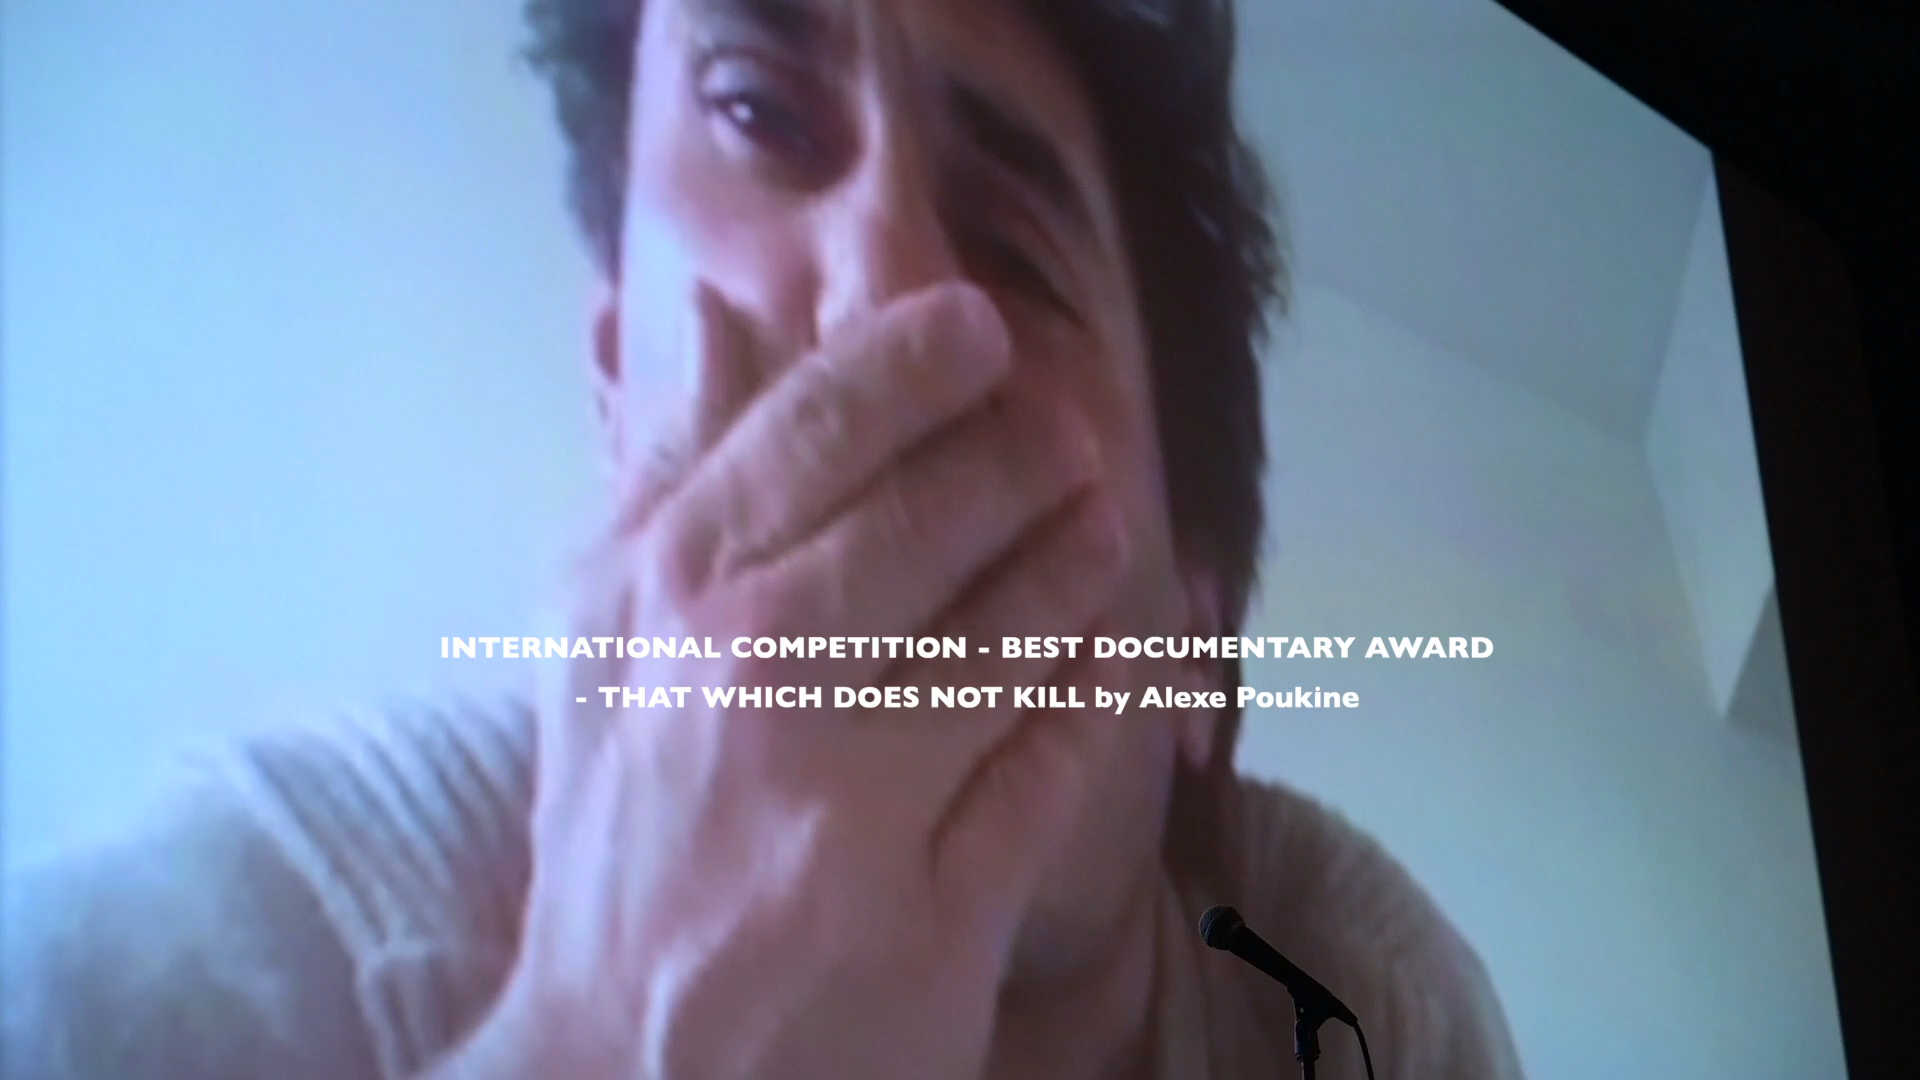 INTERNATIONAL COMPETITION - BEST DOCUMENTARY AWARD
- THAT WHICH DOES NOT KILL by Alexe Poukine